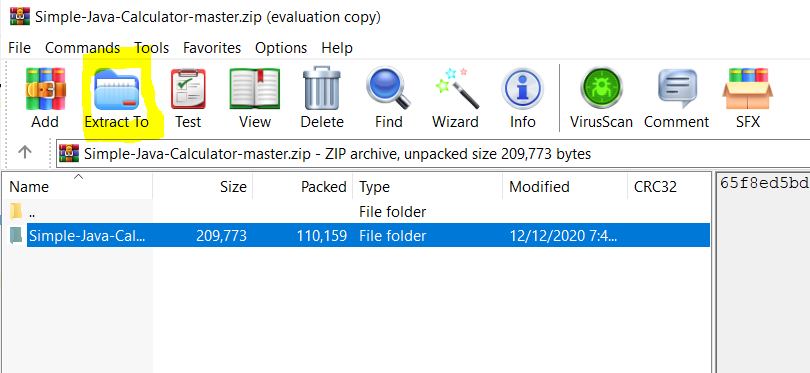 Simple-Java-Calculator-master.zip (evaluation copy)
File Commands Tools Favorites Options Help
Add Extract To Test View Delete Find Wizard Info VirusScan Comment SFX
Simple-Java-Calculator-master.zip - ZIP archive, unpacked size 209,773 bytes
Name Size Packed Type Modified CRC32
65f8ed5bd
.. File folder
Simple-Java-Cal... 209,773 110,159 File folder 12/12/2020 7:4...